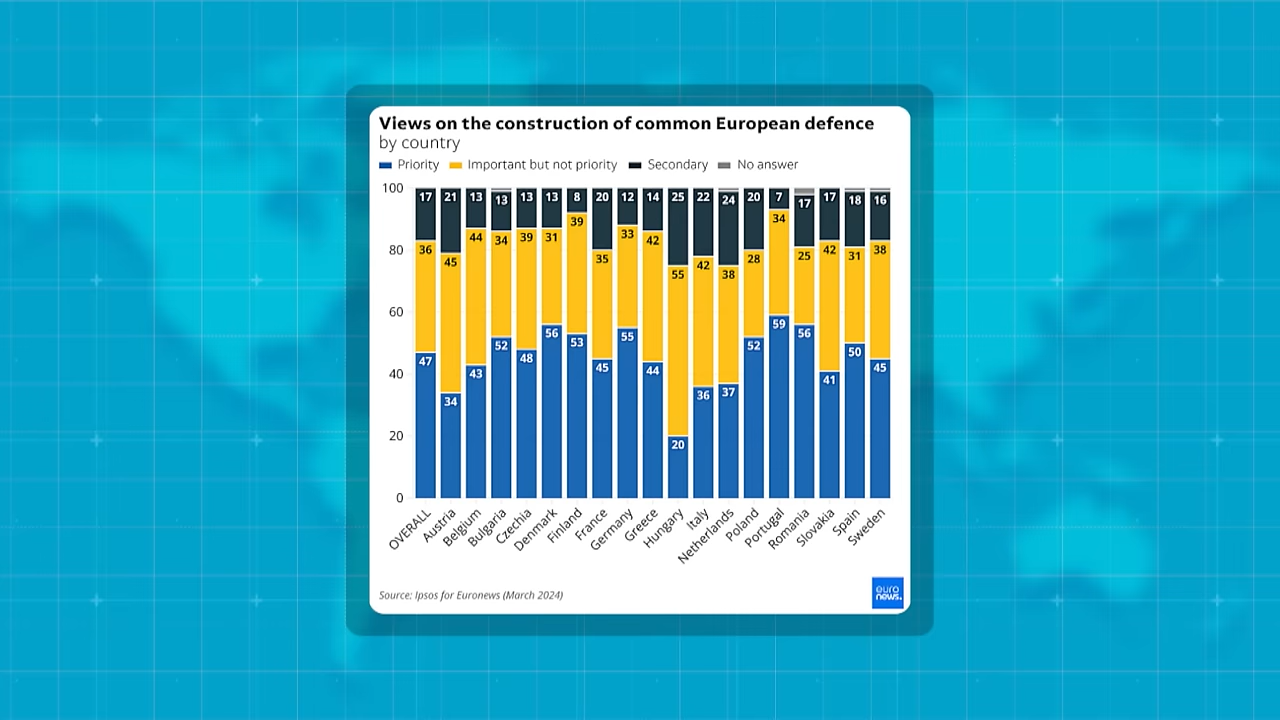 Views on the construction of common European defence
by country
Priority Important but not priority Secondary No answer
100
80
60
40
20
0
17 21 13 13 13 13 8 20 12 14 25 22 24 20 7 17 17 18 16
36 45 44 34 39 31 39 35 33 42 55 42 38 28 34 25 42 31 38
47 34 43 52 48 56 53 45 55 44 20 36 37 52 59 56 41 50 45
OVERALL Austria Belgium Bulgaria Czechia Denmark Finland France Germany Greece Hungary Italy Netherlands Poland Portugal Romania Slovakia Spain Sweden
Source: Ipsos for Euronews (March 2024)
euro
news.